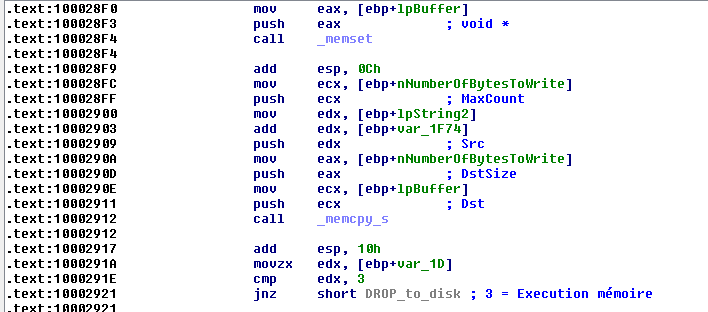 .text:100028F0 mov eax, [ebp+lpBuffer]
.text:100028F3 push eax ; void *
.text:100028F4 call _memset
.text:100028F4
.text:100028F9 add esp, 0Ch
.text:100028FC mov ecx, [ebp+nNumberOfBytesToWrite]
.text:100028FF push ecx ; MaxCount
.text:10002900 mov edx, [ebp+lpString2]
.text:10002903 add edx, [ebp+var_1F74]
.text:10002909 push edx ; Src
.text:1000290A mov eax, [ebp+nNumberOfBytesToWrite]
.text:1000290D push eax ; DstSize
.text:1000290E mov ecx, [ebp+lpBuffer]
.text:10002911 push ecx ; Dst
.text:10002912 call _memcpy_s
.text:10002912
.text:10002917 add esp, 10h
.text:1000291A movzx edx, [ebp+var_1D]
.text:1000291E cmp edx, 3
.text:10002921 jnz short DROP_to_disk ; 3 = Execution mémoire
.text:10002921